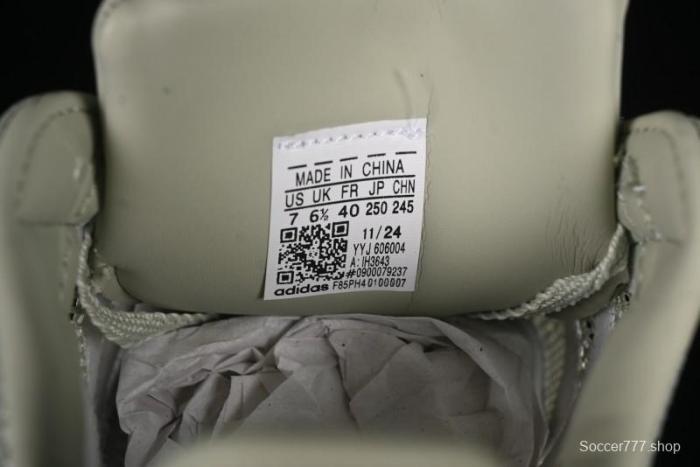 MADE IN CHINA
US UK FR JP CHN
7 6½ 40 250 245
11/24
YYJ 606004
A: IH3643
#0900079237
adidas F85PH40100007
Soccer777.shop